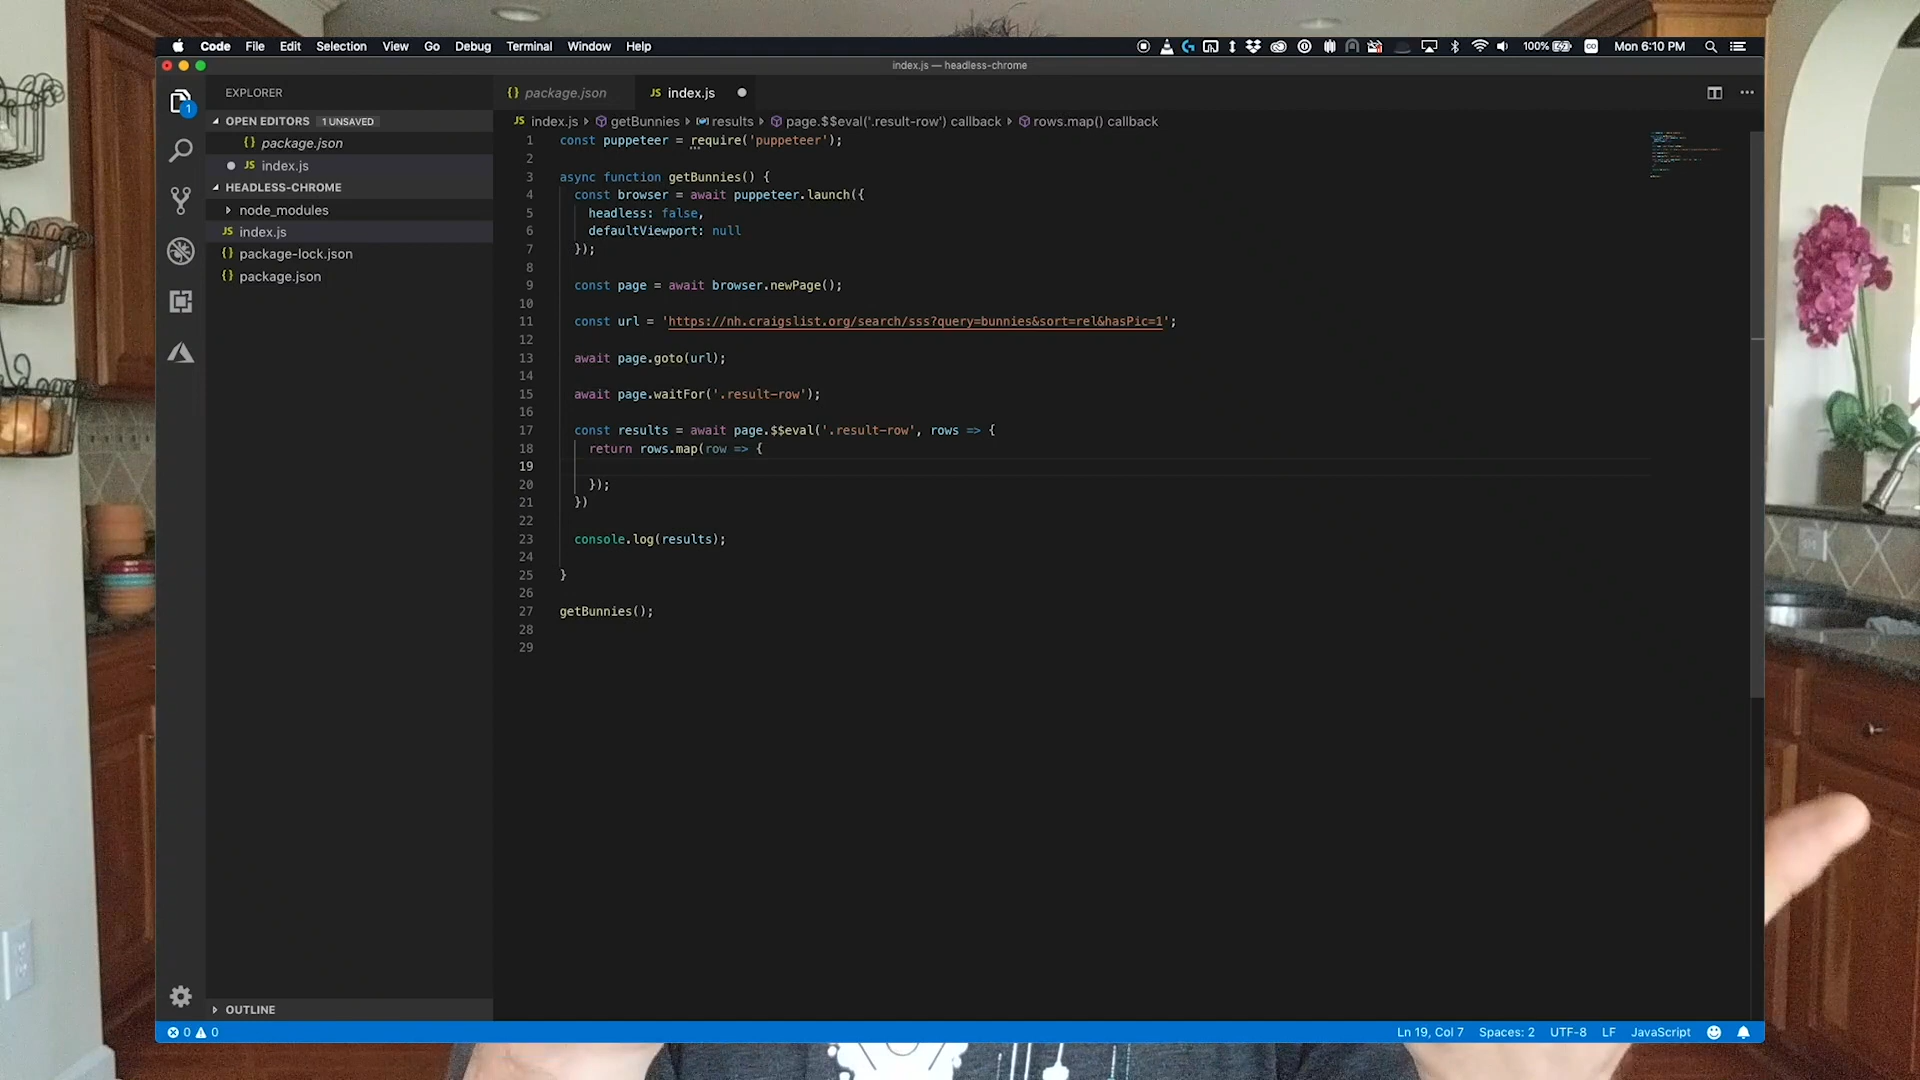 Code File Edit Selection View Go Debug Terminal Window Help 100% Mon 6:10 PM
index.js — headless-chrome
EXPLORER
OPEN EDITORS 1 UNSAVED
{} package.json
JS index.js
HEADLESS-CHROME
node_modules
JS index.js
{} package-lock.json
{} package.json
OUTLINE
1
{} package.json JS index.js
JS index.js getBunnies results page.$$eval('.result-row') callback rows.map() callback
1 const puppeteer = require('puppeteer');
2
3 async function getBunnies() {
4 const browser = await puppeteer.launch({
5 headless: false,
6 defaultViewport: null
7 });
8
9 const page = await browser.newPage();
10
11 const url = 'https://nh.craigslist.org/search/sss?query=bunnies&sort=rel&hasPic=1';
12
13 await page.goto(url);
14
15 await page.waitFor('.result-row');
16
17 const results = await page.$$eval('.result-row', rows => {
18 return rows.map(row => {
19
20 });
21 })
22
23 console.log(results);
24
25 }
26
27 getBunnies();
28
29
0 0 Ln 19, Col 7 Spaces: 2 UTF-8 LF JavaScript